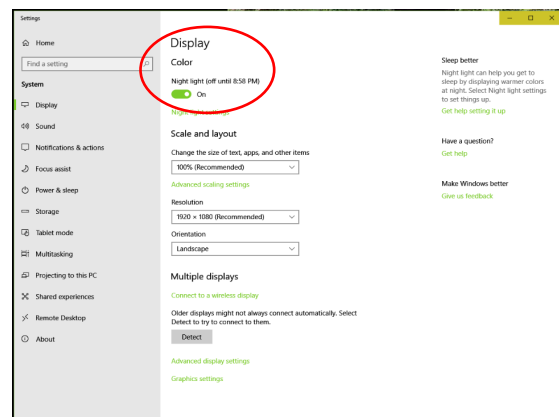 Settings
Home
Find a setting
System
Display
Sound
Notifications & actions
Focus assist
Power & sleep
Storage
Tablet mode
Multitasking
Projecting to this PC
Shared experiences
Remote Desktop
About
Display
Color
Night light (off until 8:58 PM)
On
Night light settings
Scale and layout
Change the size of text, apps, and other items
100% (Recommended)
Advanced scaling settings
Resolution
1920 × 1080 (Recommended)
Orientation
Landscape
Multiple displays
Connect to a wireless display
Older displays might not always connect automatically. Select
Detect to try to connect to them.
Detect
Advanced display settings
Graphics settings
Sleep better
Night light can help you get to
sleep by displaying warmer colors
at night. Select Night light settings
to set things up.
Get help setting it up
Have a question?
Get help
Make Windows better
Give us feedback